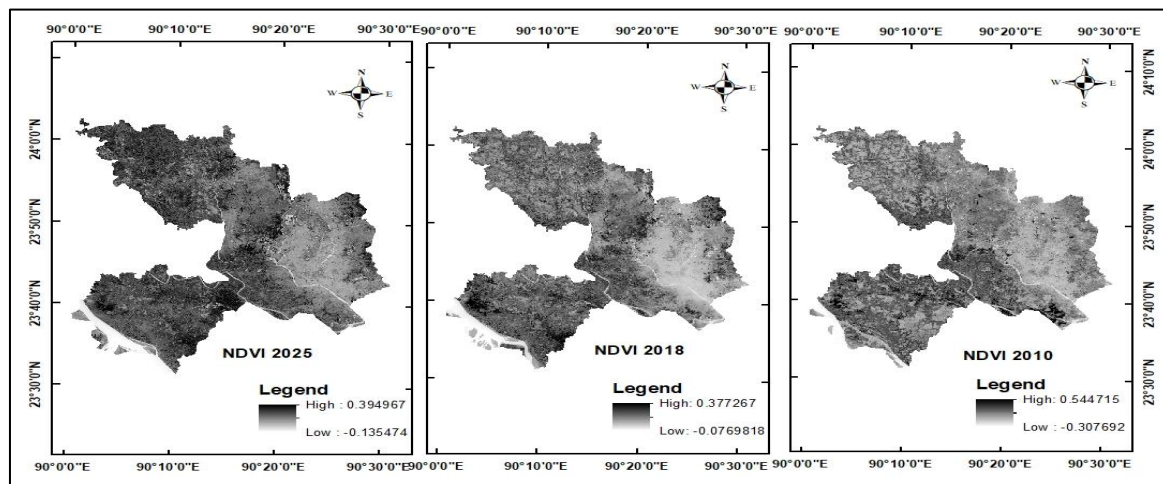 90°0'0"E 90°10'0"E 90°20'0"E 90°30'0"E
24°0'0"N
23°50'0"N
23°40'0"N
23°30'0"N
N
W E
S
NDVI 2025
Legend
High : 0.394967
Low : -0.135474
90°0'0"E 90°10'0"E 90°20'0"E 90°30'0"E
90°0'0"E 90°10'0"E 90°20'0"E 90°30'0"E
N
W E
S
NDVI 2018
Legend
High: 0.377267
Low: -0.0769818
90°0'0"E 90°10'0"E 90°20'0"E 90°30'0"E
90°0'0"E 90°10'0"E 90°20'0"E 90°30'0"E
N
W E
S
24°10'0"N
24°0'0"N
23°50'0"N
23°40'0"N
23°30'0"N
NDVI 2010
Legend
High : 0.544715
Low : -0.307692
90°0'0"E 90°10'0"E 90°20'0"E 90°30'0"E